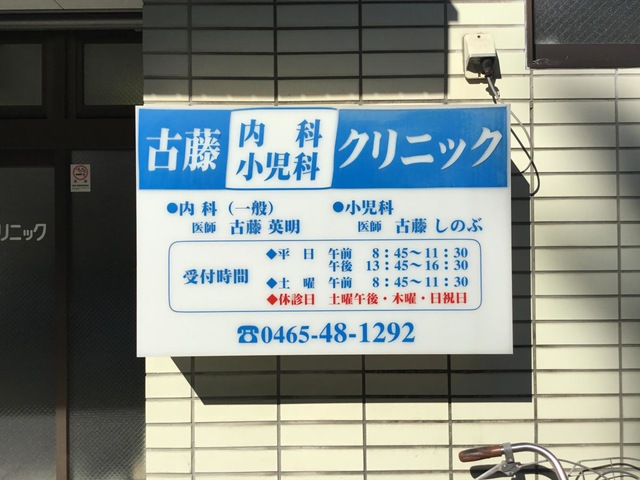 古藤 内科 小児科 クリニック
●内科（一般） ●小児科
医師 古藤 英明 医師 古藤 しのぶ
受付時間
◆平 日 午前 8：45〜11：30
午後 13：45〜16：30
◆土 曜 午前 8：45〜11：30
◆休診日 土曜午後・木曜・日祝日
☎0465-48-1292
リニック